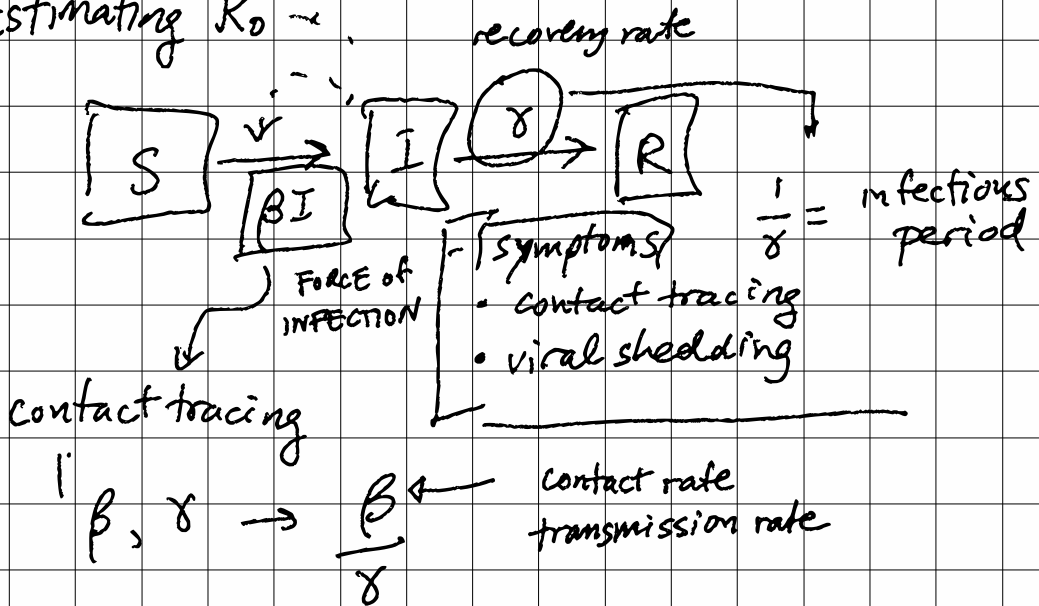 estimating R0
recovery rate
S
I
γ
R
βI
1/γ = infectious period
FORCE of
INFECTION
symptoms
• contact tracing
• viral shedding
contact tracing
β, γ → β/γ
contact rate
transmission rate